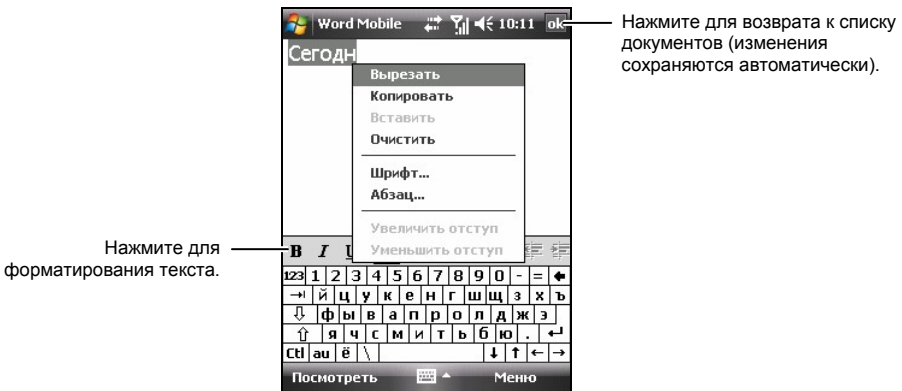 Word Mobile 10:11 ok
Нажмите для возврата к списку
документов (изменения
сохраняются автоматически).
Сегодн
Вырезать
Копировать
Вставить
Очистить
Шрифт...
Абзац...
Увеличить отступ
Уменьшить отступ
Нажмите для
форматирования текста.
B I U
123 1 2 3 4 5 6 7 8 9 0 - =
й ц у к е н г ш щ з х ъ
ф ы в а п р о л д ж э
я ч с м и т ь б ю .
Ctl au ё \
Посмотреть Меню